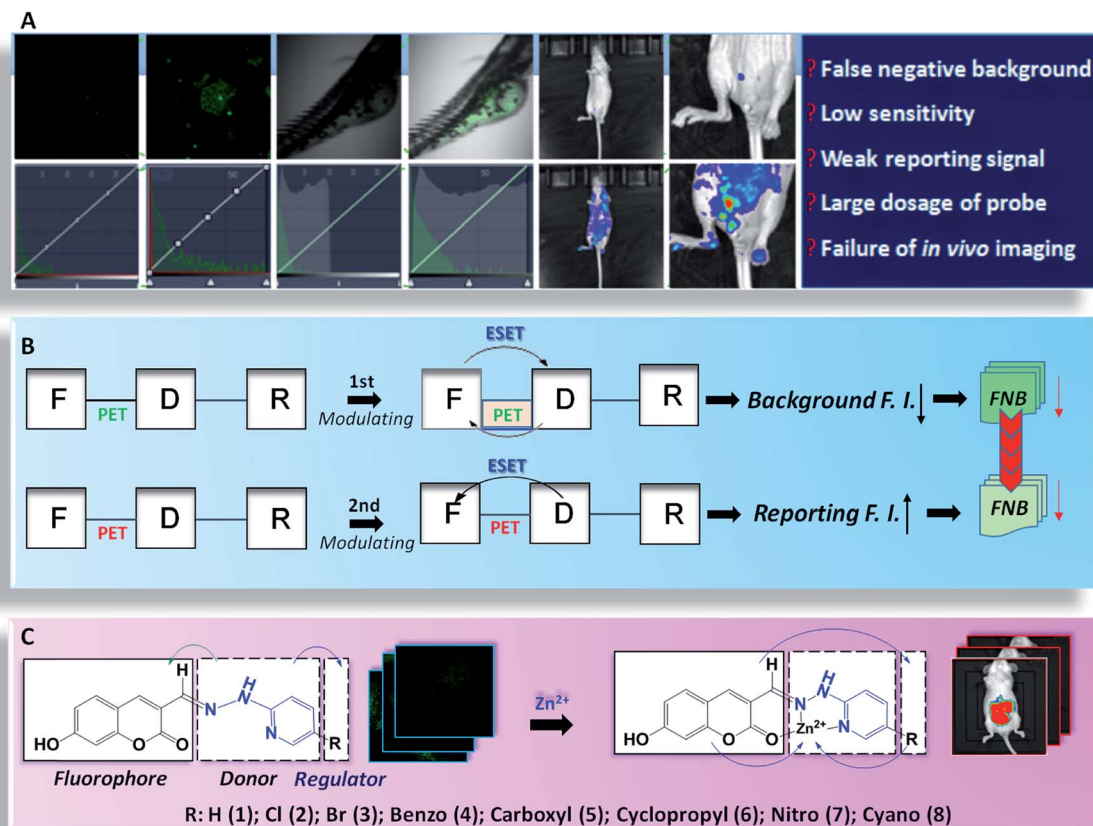 A
? False negative background
? Low sensitivity
? Weak reporting signal
? Large dosage of probe
? Failure of in vivo imaging
50
50
B
ESET
F D R 1st F D R Background F. I. FNB
PET Modulating PET
ESET
F D R 2nd F D R Reporting F. I. FNB
PET Modulating PET
C
H H
H N N Zn2+ H N N
N R N Zn2+ N R
HO O O HO O O
Fluorophore Donor Regulator
R: H (1); Cl (2); Br (3); Benzo (4); Carboxyl (5); Cyclopropyl (6); Nitro (7); Cyano (8)